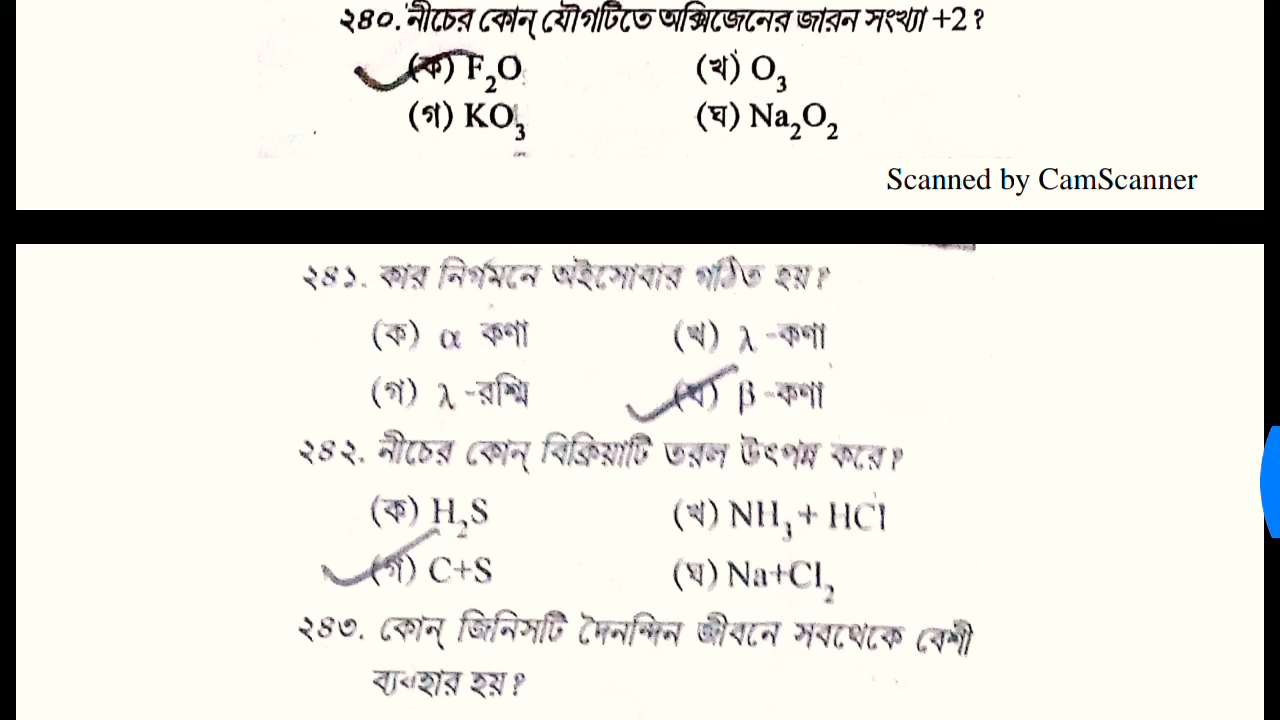 ২৪০. নীচের কোন্ যৌগটিতে অক্সিজেনের জারন সংখ্যা +2 ?
(ক) F₂O (খ) O₃
(গ) KO₃ (ঘ) Na₂O₂
Scanned by CamScanner
২৪১. কার নির্গমনে অইসোবার গঠিত হয়?
(ক) α কণা (খ) λ -কণা
(গ) λ -রশ্মি (ঘ) β -কণা
২৪২. নীচের কোন্ বিক্রিয়াটি তরল উৎপন্ন করে?
(ক) H₂S (খ) NH₃ + HCl
(গ) C+S (ঘ) Na+Cl₂
২৪৩. কোন্ জিনিসটি দৈনন্দিন জীবনে সবথেকে বেশী
ব্যবহার হয়?